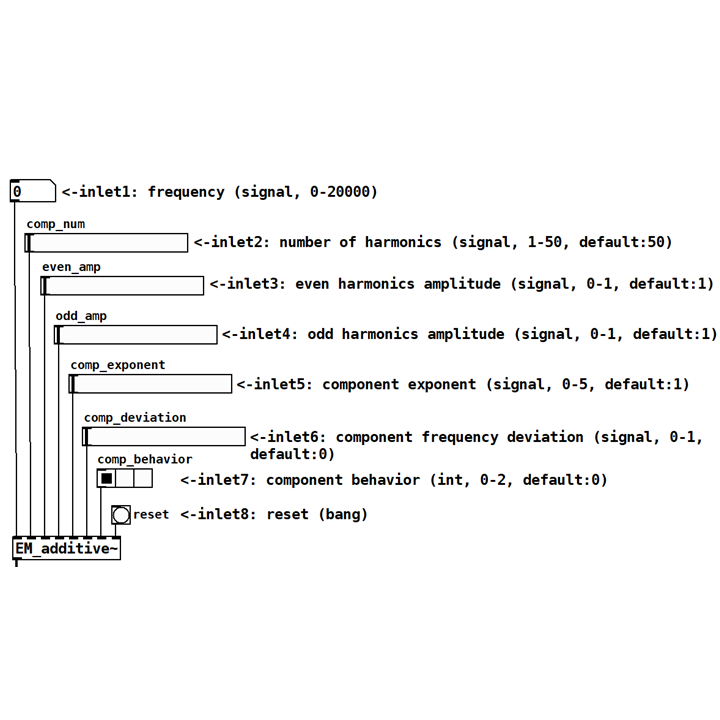 0 <-inlet1: frequency (signal, 0-20000)
comp_num
<-inlet2: number of harmonics (signal, 1-50, default:50)
even_amp
<-inlet3: even harmonics amplitude (signal, 0-1, default:1)
odd_amp
<-inlet4: odd harmonics amplitude (signal, 0-1, default:1)
comp_exponent
<-inlet5: component exponent (signal, 0-5, default:1)
comp_deviation
<-inlet6: component frequency deviation (signal, 0-1,
default:0)
comp_behavior
<-inlet7: component behavior (int, 0-2, default:0)
reset <-inlet8: reset (bang)
EM_additive~